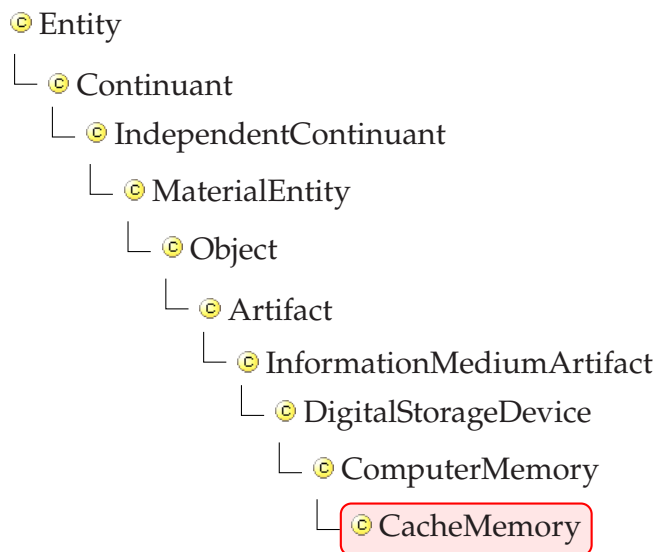 Entity
Continuant
IndependentContinuant
MaterialEntity
Object
Artifact
InformationMediumArtifact
DigitalStorageDevice
ComputerMemory
CacheMemory